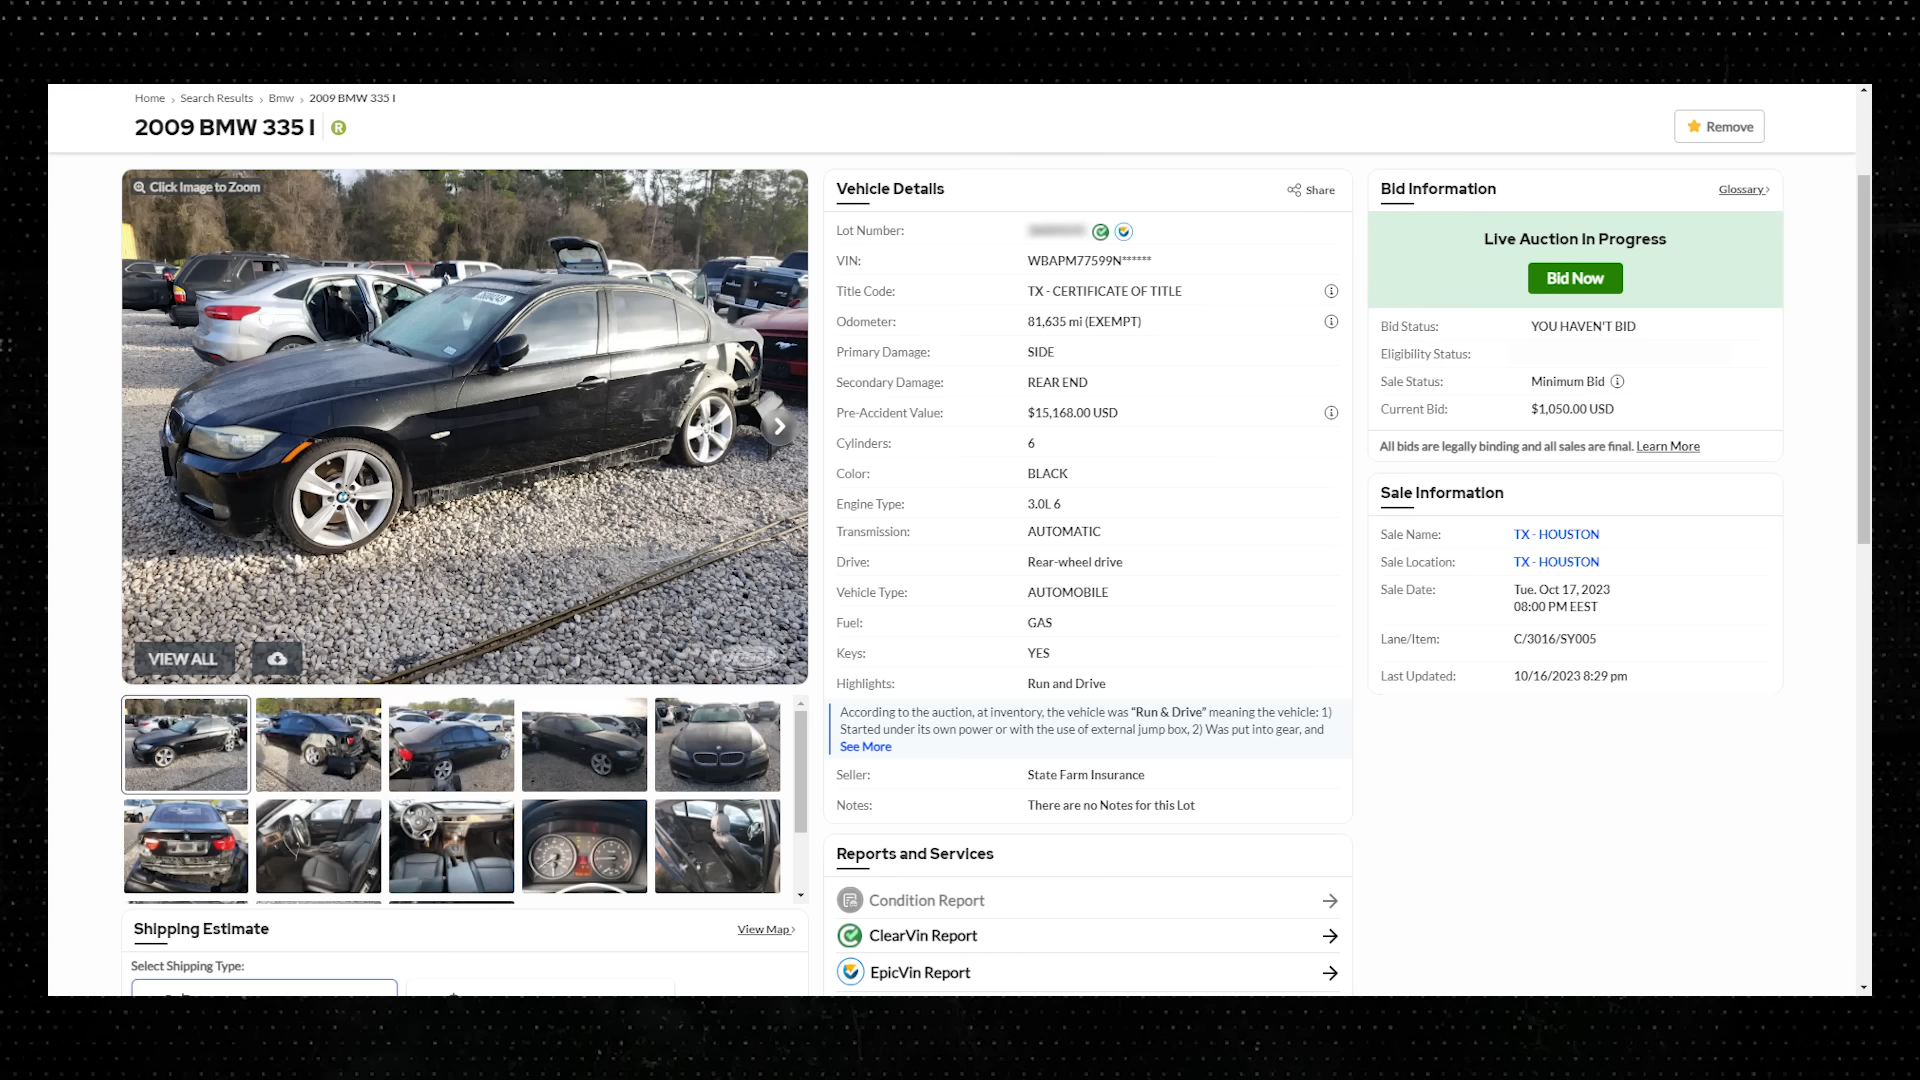 Home > Search Results > Bmw > 2009 BMW 335 I
2009 BMW 335 I R
Remove
Click Image to Zoom
VIEW ALL
Shipping Estimate
View Map >
Select Shipping Type:
Vehicle Details
Share
Lot Number:
VIN: WBAPM77599N******
Title Code: TX - CERTIFICATE OF TITLE
Odometer: 81,635 mi (EXEMPT)
Primary Damage: SIDE
Secondary Damage: REAR END
Pre-Accident Value: $15,168.00 USD
Cylinders: 6
Color: BLACK
Engine Type: 3.0L 6
Transmission: AUTOMATIC
Drive: Rear-wheel drive
Vehicle Type: AUTOMOBILE
Fuel: GAS
Keys: YES
Highlights: Run and Drive
According to the auction, at inventory, the vehicle was “Run & Drive” meaning the vehicle: 1)
Started under its own power or with the use of external jump box, 2) Was put into gear, and
See More
Seller: State Farm Insurance
Notes: There are no Notes for this Lot
Reports and Services
Condition Report
ClearVin Report
EpicVin Report
Bid Information
Glossary >
Live Auction In Progress
Bid Now
Bid Status: YOU HAVEN'T BID
Eligibility Status:
Sale Status: Minimum Bid
Current Bid: $1,050.00 USD
All bids are legally binding and all sales are final. Learn More
Sale Information
Sale Name: TX - HOUSTON
Sale Location: TX - HOUSTON
Sale Date: Tue. Oct 17, 2023
08:00 PM EEST
Lane/Item: C/3016/SY005
Last Updated: 10/16/2023 8:29 pm